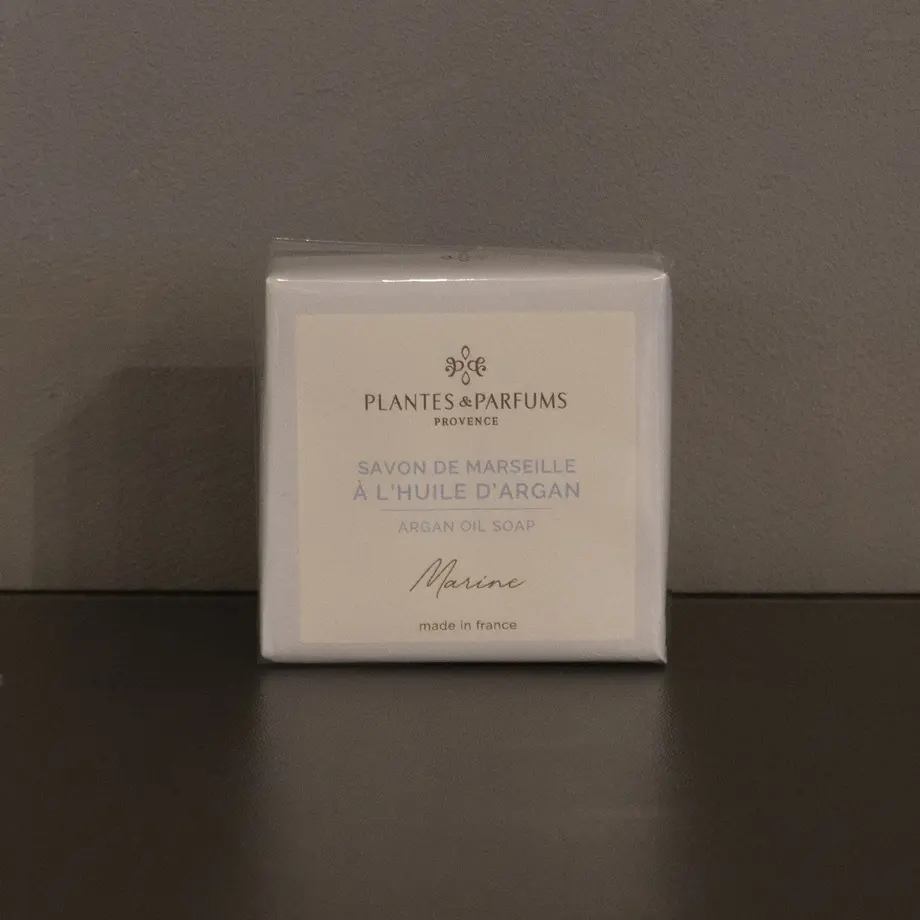 PLANTES & PARFUMS
PROVENCE
SAVON DE MARSEILLE
À L'HUILE D'ARGAN
ARGAN OIL SOAP
Marine
made in france